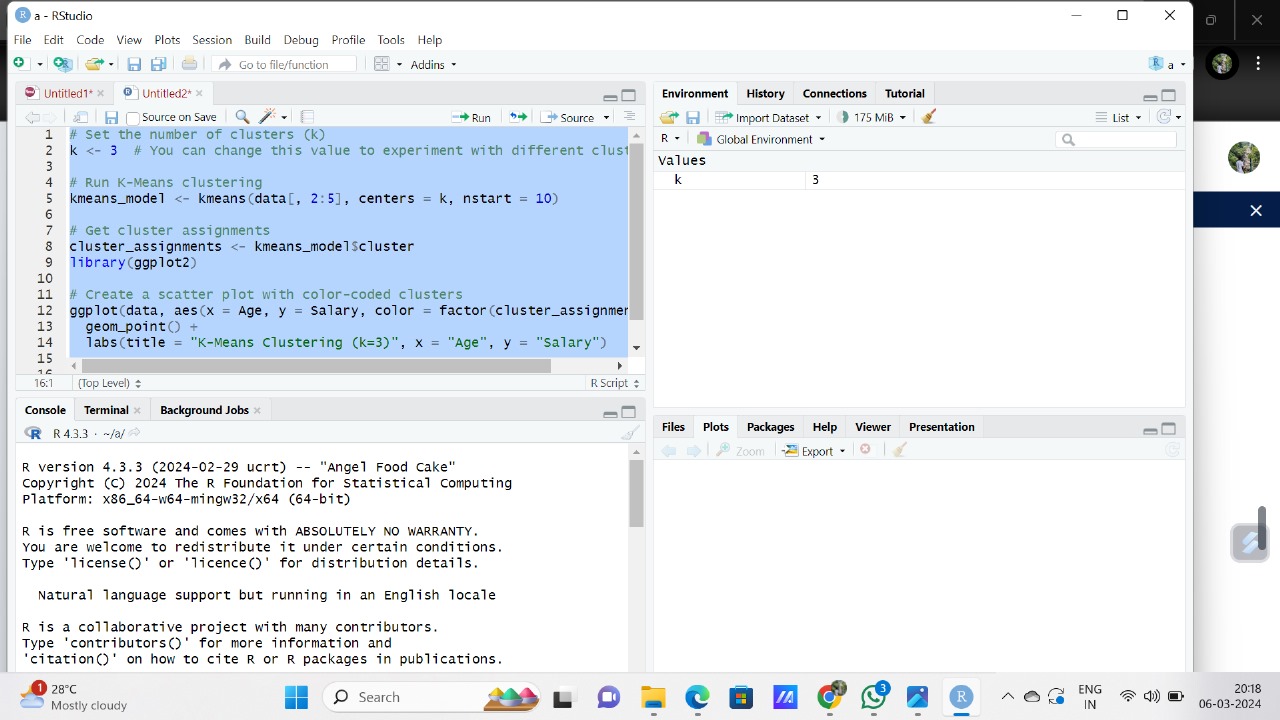 a - RStudio
File Edit Code View Plots Session Build Debug Profile Tools Help
Go to file/function Addins a
Untitled1* Untitled2*
Source on Save Run Source
1 # Set the number of clusters (k)
2 k <- 3 # You can change this value to experiment with different clust
3
4 # Run K-Means clustering
5 kmeans_model <- kmeans(data[, 2:5], centers = k, nstart = 10)
6
7 # Get cluster assignments
8 cluster_assignments <- kmeans_model$cluster
9 library(ggplot2)
10
11 # Create a scatter plot with color-coded clusters
12 ggplot(data, aes(x = Age, y = Salary, color = factor(cluster_assignmen
13 geom_point() +
14 labs(title = "K-Means Clustering (k=3)", x = "Age", y = "Salary")
15
16
16:1 (Top Level) R Script
Console Terminal Background Jobs
R 4.3.3 · ~/a/
R version 4.3.3 (2024-02-29 ucrt) -- "Angel Food Cake"
Copyright (C) 2024 The R Foundation for Statistical Computing
Platform: x86_64-w64-mingw32/x64 (64-bit)
R is free software and comes with ABSOLUTELY NO WARRANTY.
You are welcome to redistribute it under certain conditions.
Type 'license()' or 'licence()' for distribution details.
Natural language support but running in an English locale
R is a collaborative project with many contributors.
Type 'contributors()' for more information and
'citation()' on how to cite R or R packages in publications.
Environment History Connections Tutorial
Import Dataset 175 MiB List
R Global Environment
Values
k 3
Files Plots Packages Help Viewer Presentation
Zoom Export
1 28°C
Mostly cloudy
Search
3
ENG
IN
20:18
06-03-2024